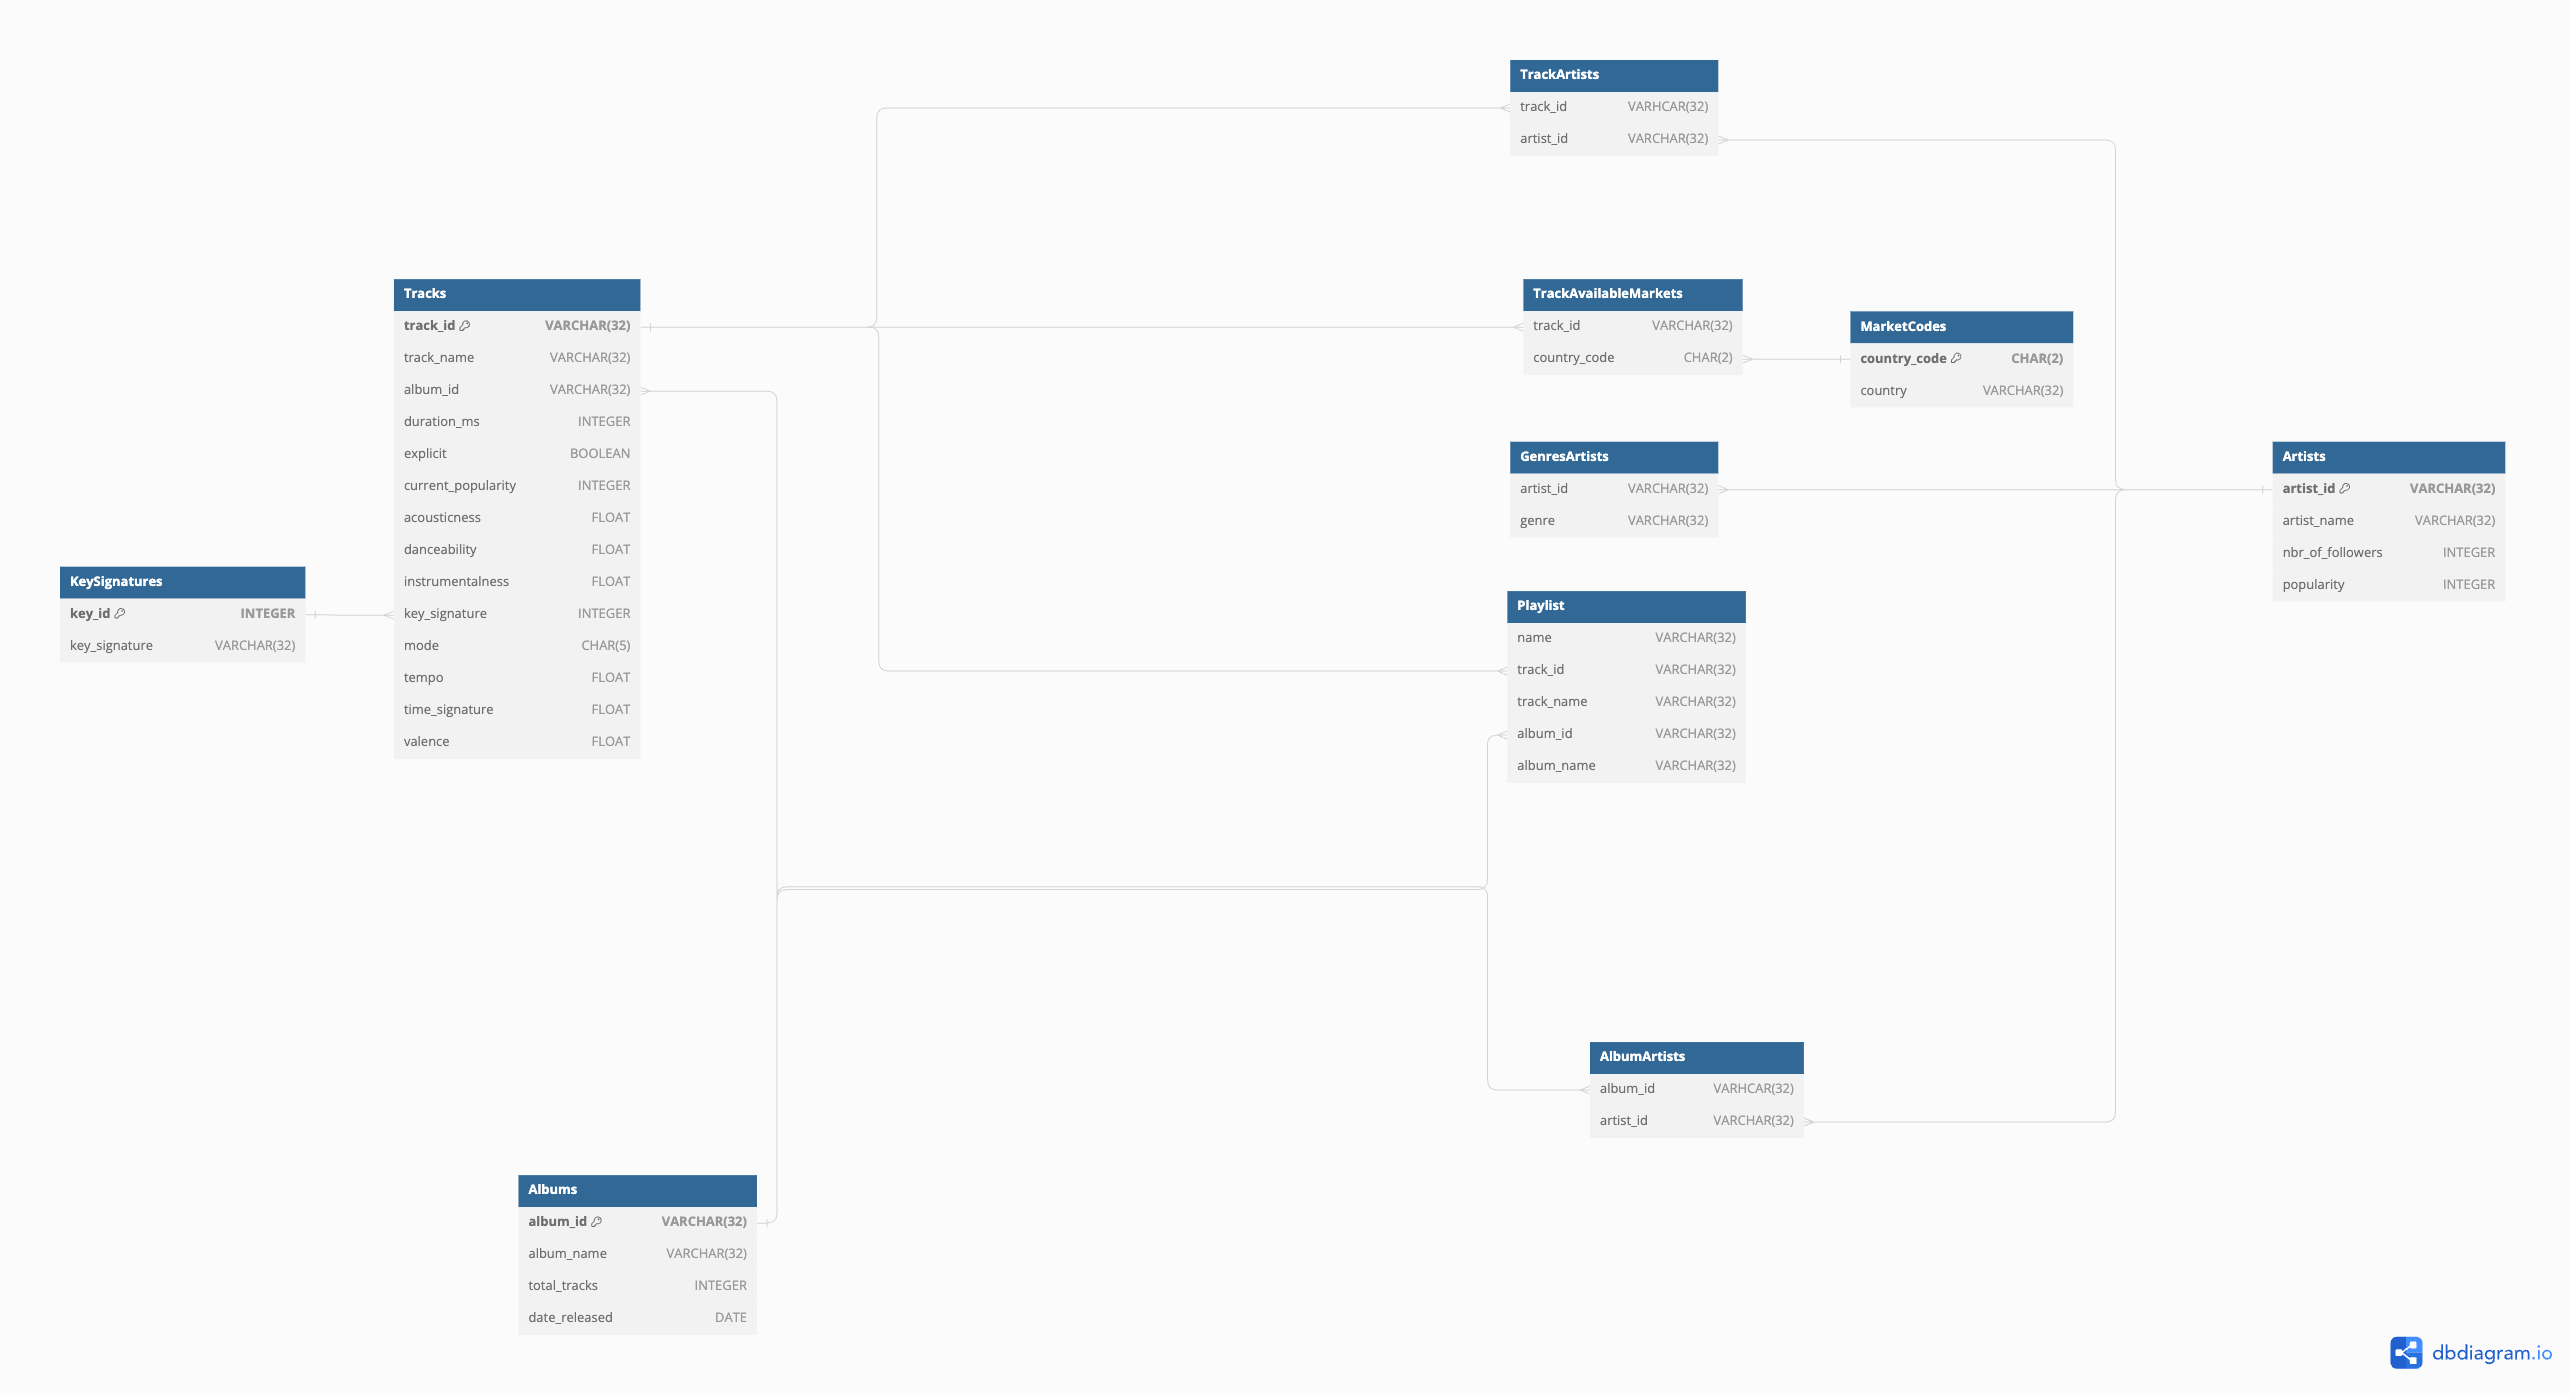 TrackArtists
track_id VARHCAR(32)
artist_id VARCHAR(32)
Tracks
track_id VARCHAR(32)
track_name VARCHAR(32)
album_id VARCHAR(32)
duration_ms INTEGER
explicit BOOLEAN
current_popularity INTEGER
acousticness FLOAT
danceability FLOAT
instrumentalness FLOAT
key_signature INTEGER
mode CHAR(5)
tempo FLOAT
time_signature FLOAT
valence FLOAT
TrackAvailableMarkets
track_id VARCHAR(32)
country_code CHAR(2)
MarketCodes
country_code CHAR(2)
country VARCHAR(32)
GenresArtists
artist_id VARCHAR(32)
genre VARCHAR(32)
Artists
artist_id VARCHAR(32)
artist_name VARCHAR(32)
nbr_of_followers INTEGER
popularity INTEGER
KeySignatures
key_id INTEGER
key_signature VARCHAR(32)
Playlist
name VARCHAR(32)
track_id VARCHAR(32)
track_name VARCHAR(32)
album_id VARCHAR(32)
album_name VARCHAR(32)
AlbumArtists
album_id VARHCAR(32)
artist_id VARCHAR(32)
Albums
album_id VARCHAR(32)
album_name VARCHAR(32)
total_tracks INTEGER
date_released DATE
dbdiagram.io